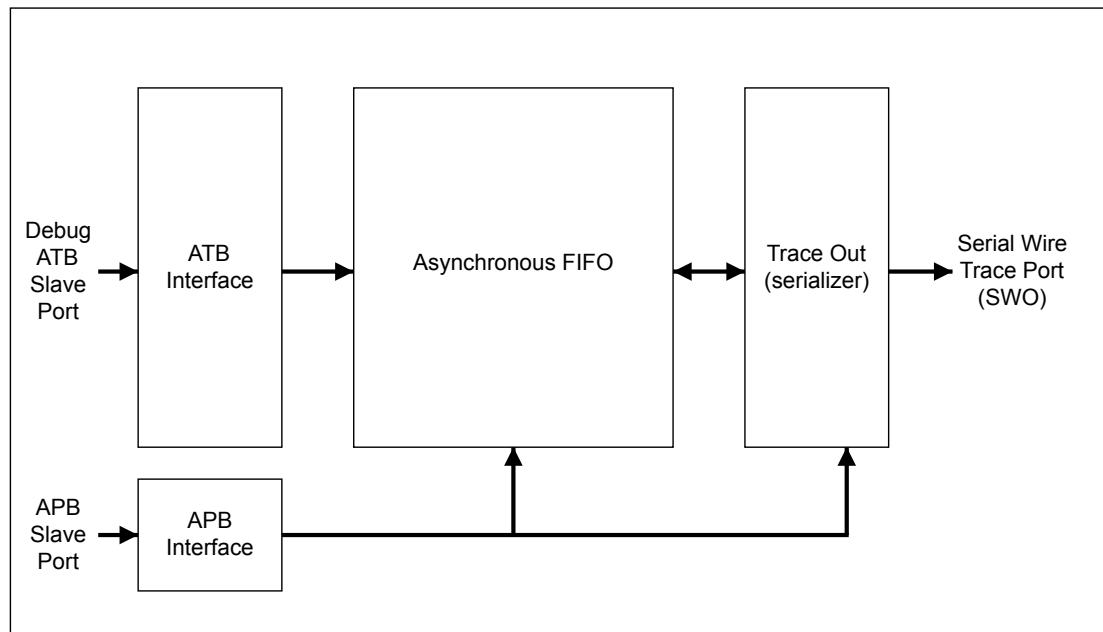 Debug
ATB
Slave
Port
ATB
Interface
Asynchronous FIFO
Trace Out
(serializer)
Serial Wire
Trace Port
(SWO)
APB
Slave
Port
APB
Interface